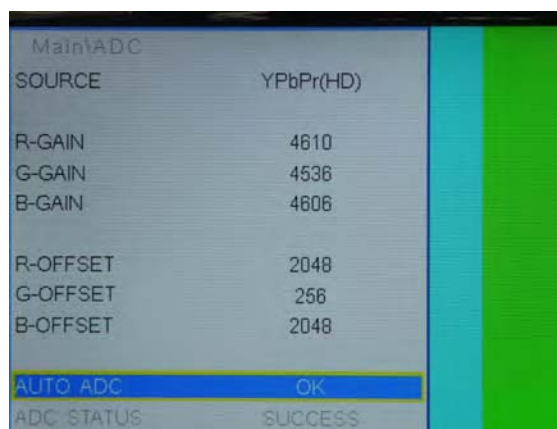 Main\ADC
SOURCE YPbPr(HD)
R-GAIN 4610
G-GAIN 4536
B-GAIN 4606
R-OFFSET 2048
G-OFFSET 256
B-OFFSET 2048
AUTO ADC OK
ADC STATUS SUCCESS